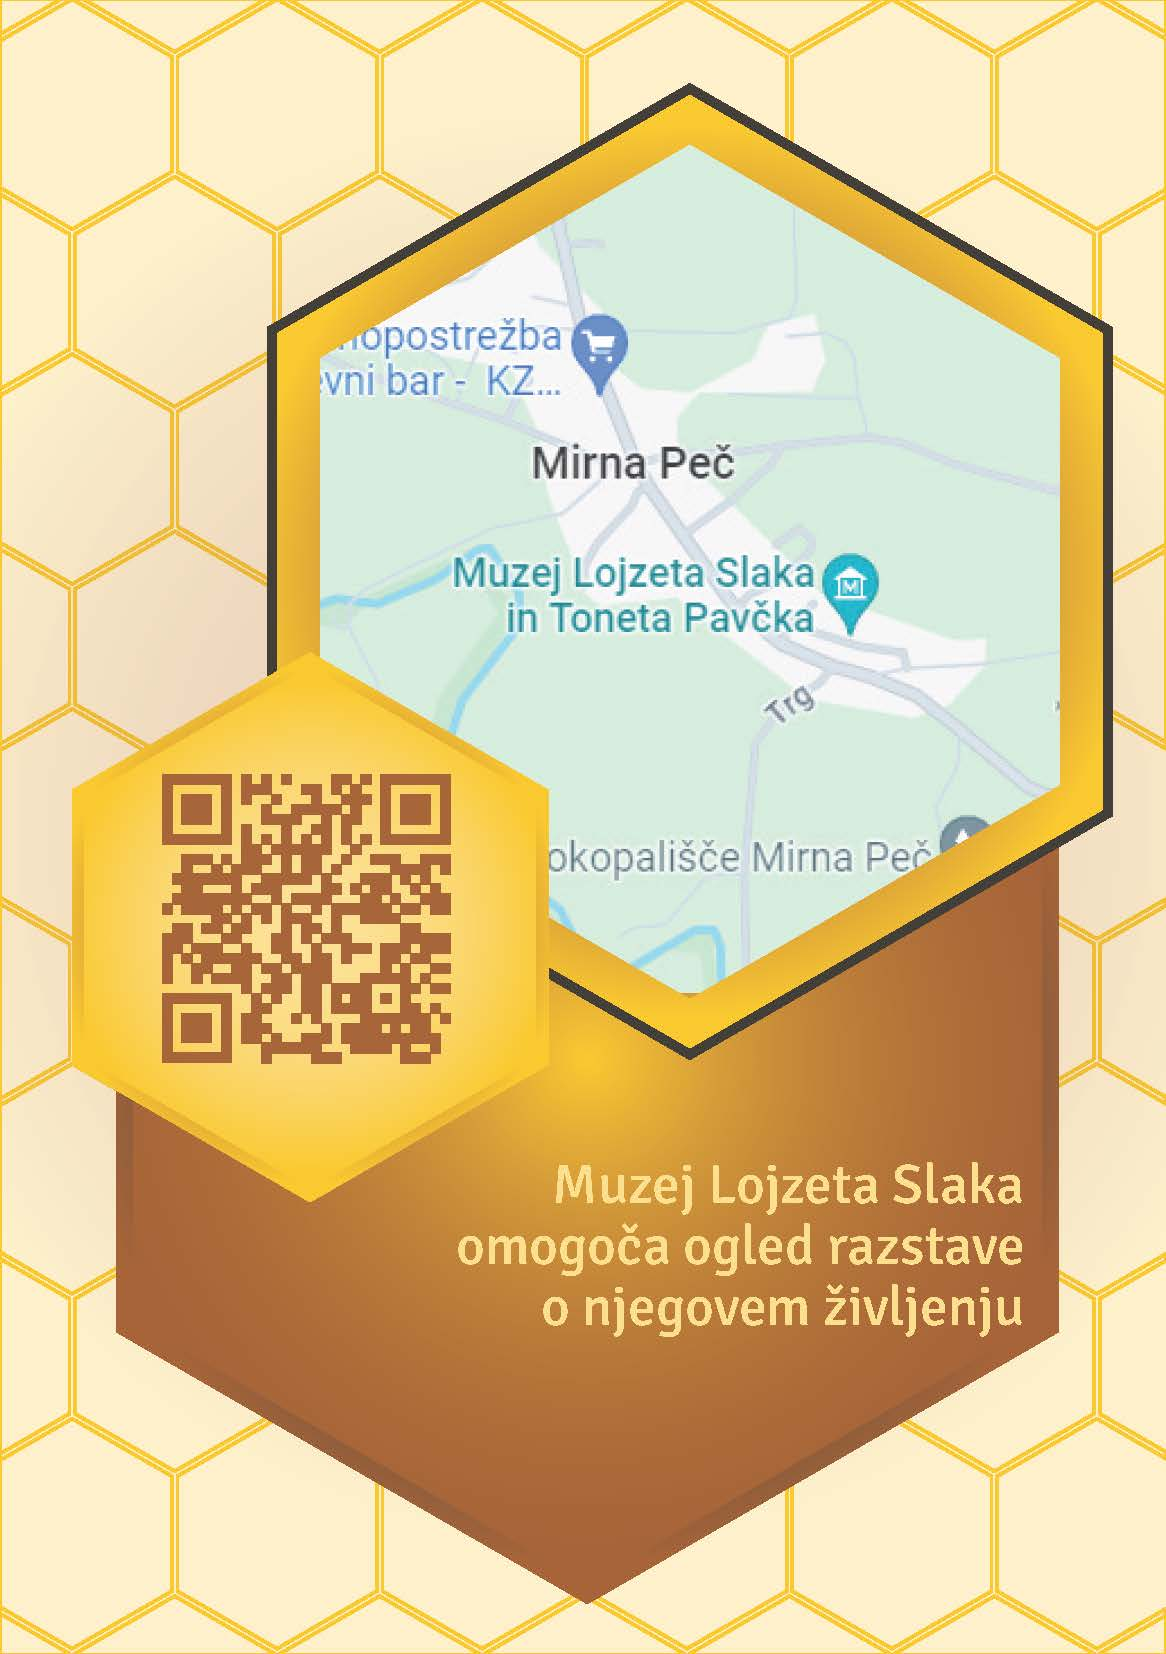 evni bar - KZ...
Mirna Peč
Muzej Lojzeta Slaka
in Toneta Pavčka
Trg
okopališče Mirna Peč
Muzej Lojzeta Slaka
omogoča ogled razstave
o njegovem življenju